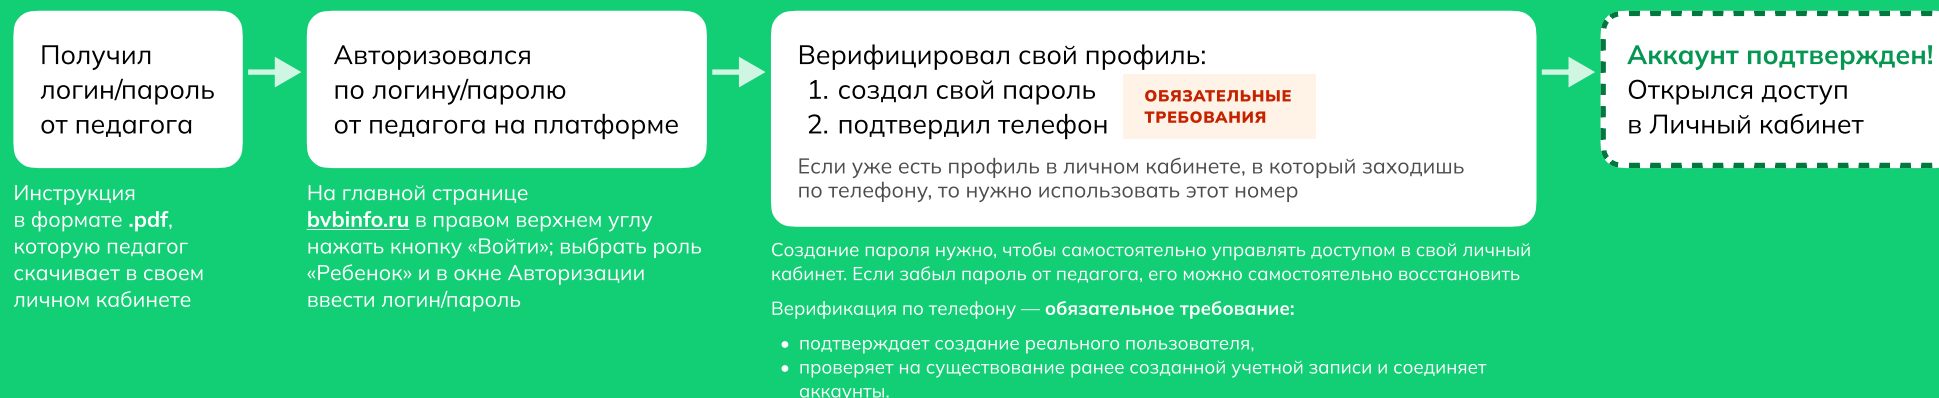 Получил
логин/пароль
от педагога
Инструкция
в формате .pdf,
которую педагог
скачивает в своем
личном кабинете
Авторизовался
по логину/паролю
от педагога на платформе
На главной странице
bvbinfo.ru в правом верхнем углу
нажать кнопку «Войти»; выбрать роль
«Ребенок» и в окне Авторизации
ввести логин/пароль
Верифицировал свой профиль:
1. создал свой пароль
2. подтвердил телефон
ОБЯЗАТЕЛЬНЫЕ
ТРЕБОВАНИЯ
Если уже есть профиль в личном кабинете, в который заходишь
по телефону, то нужно использовать этот номер
Создание пароля нужно, чтобы самостоятельно управлять доступом в свой личный
кабинет. Если забыл пароль от педагога, его можно самостоятельно восстановить
Верификация по телефону — обязательное требование:
• подтверждает создание реального пользователя,
• проверяет на существование ранее созданной учетной записи и соединяет
аккаунты.
Аккаунт подтвержден!
Открылся доступ
в Личный кабинет